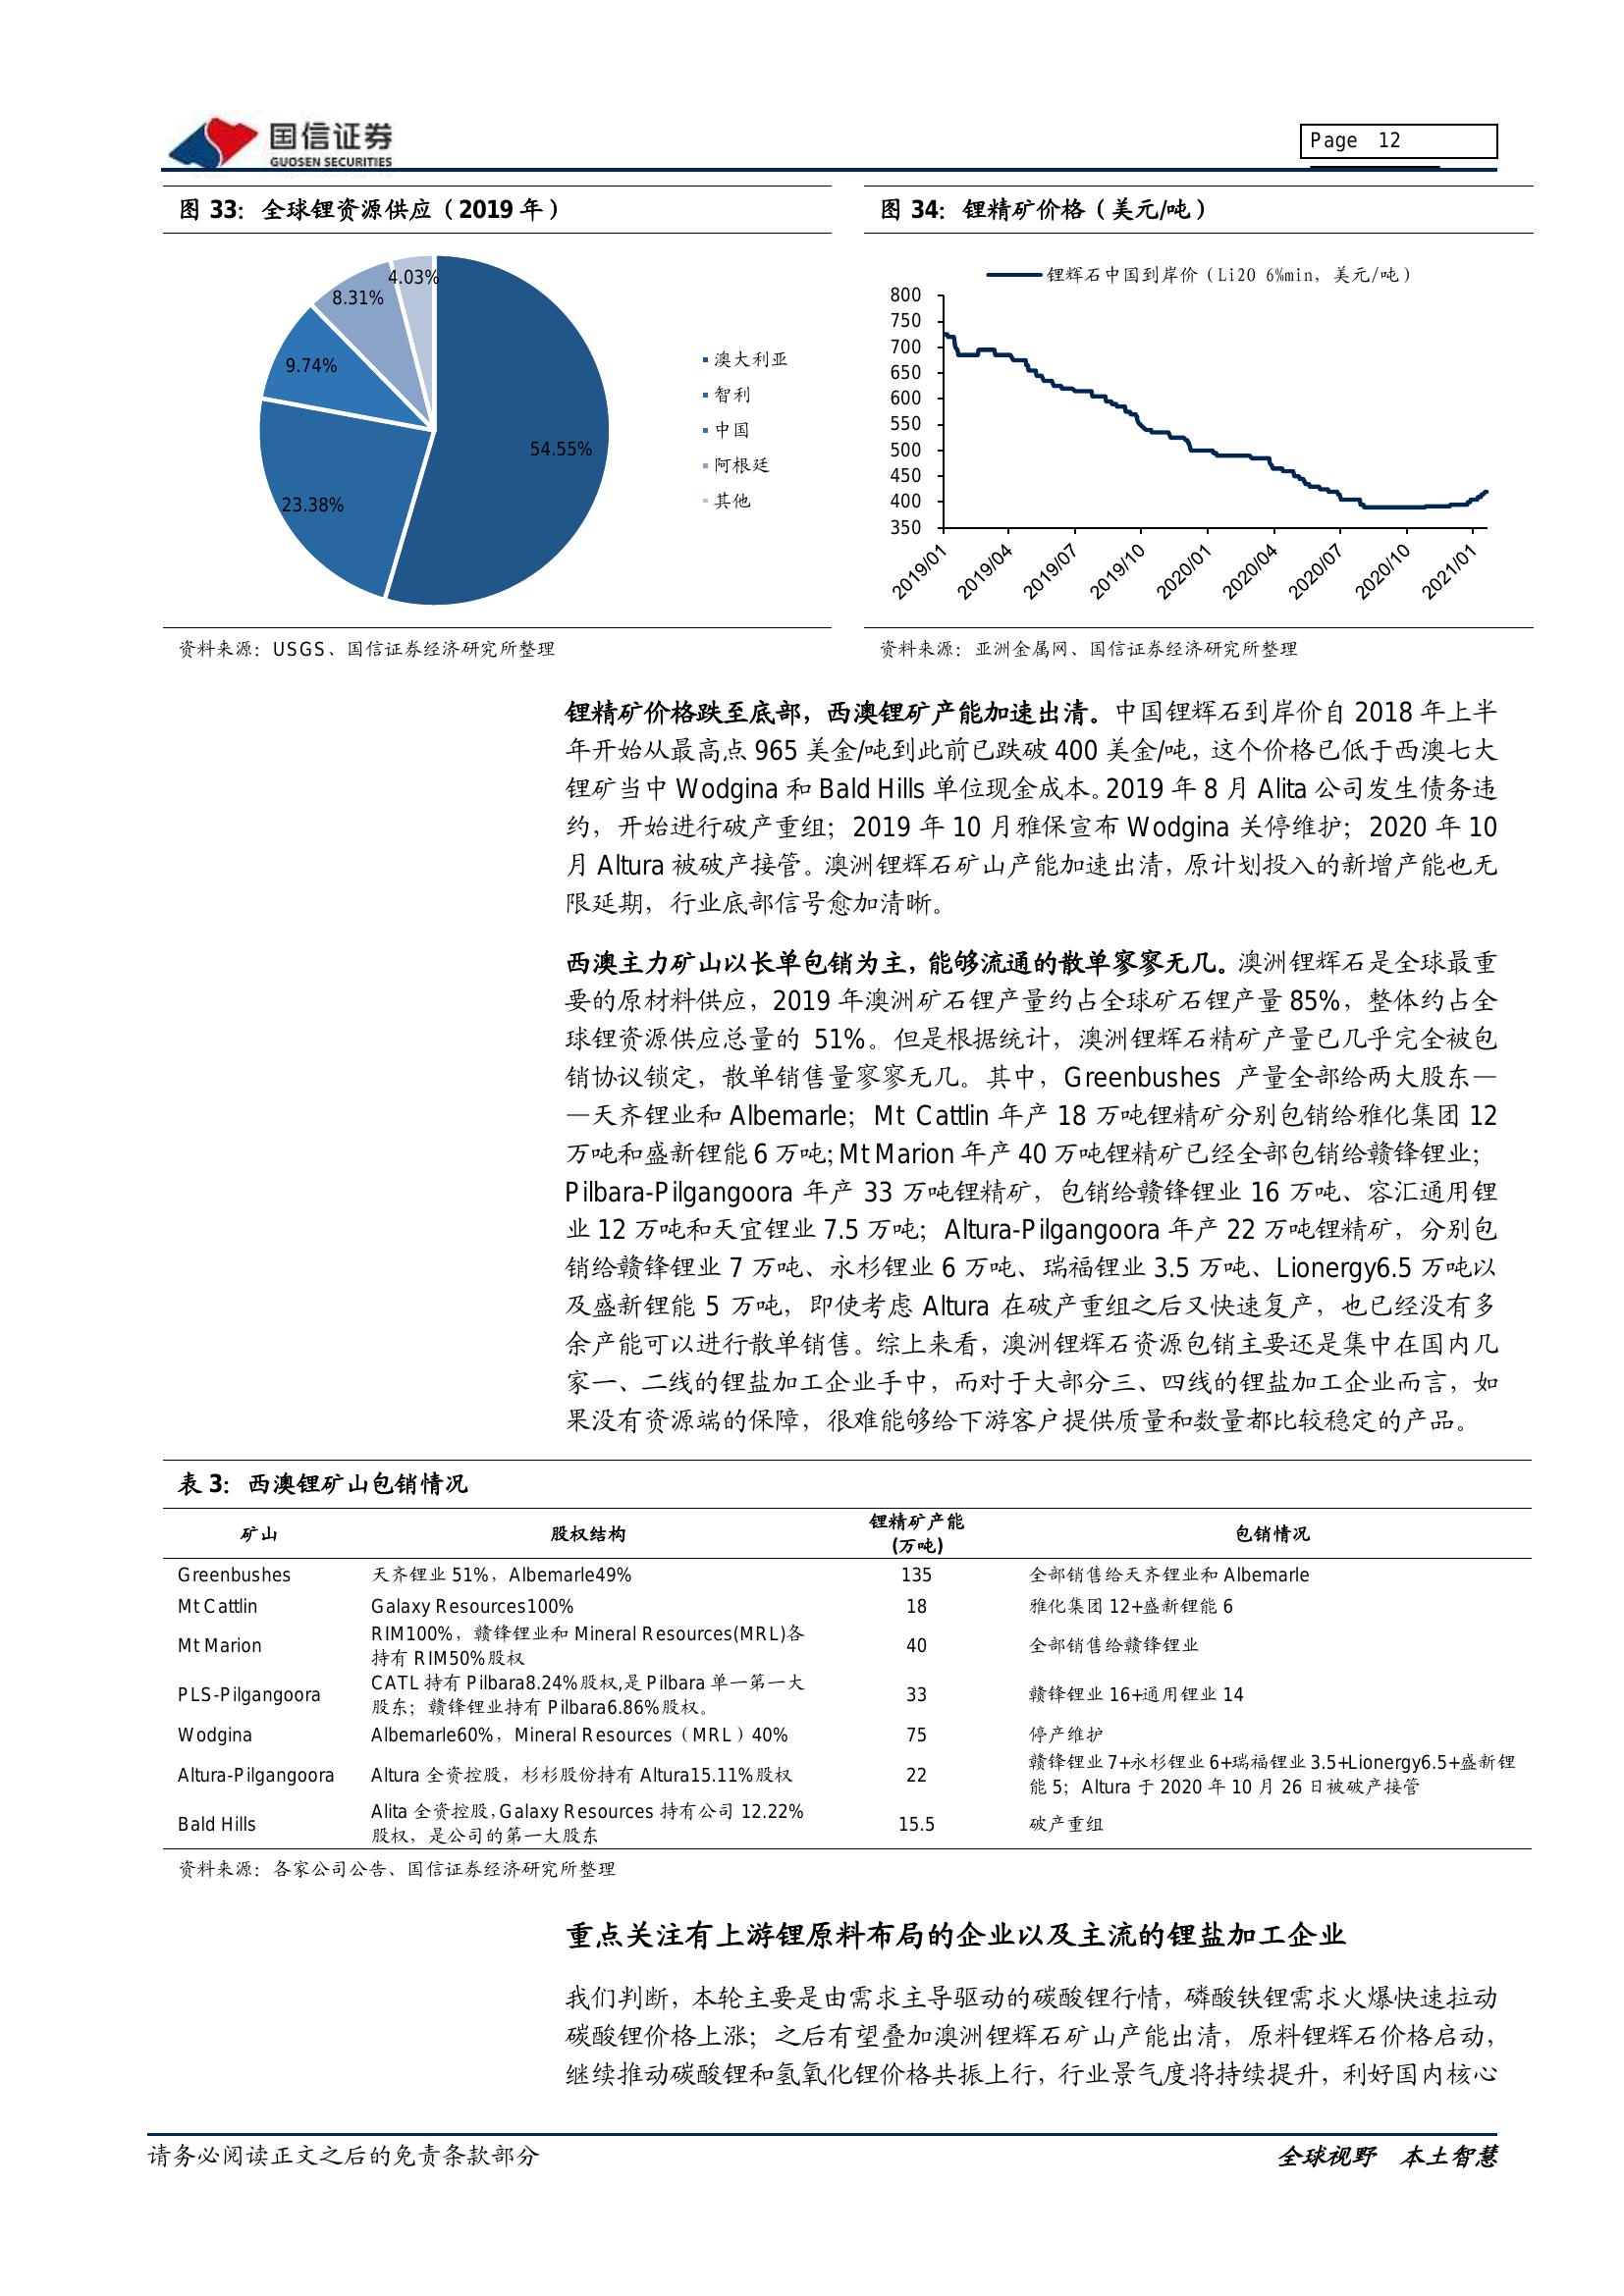 国信证券
GUOSEN SECURITIES
Page 12
图 33：全球锂资源供应（2019 年）
4.03%
8.31%
9.74%
54.55%
23.38%
澳大利亚
智利
中国
阿根廷
其他
资料来源：USGS、国信证券经济研究所整理
图 34：锂精矿价格（美元/吨）
锂辉石中国到岸价（Li2O 6%min，美元/吨）
800
750
700
650
600
550
500
450
400
350
2019/01
2019/04
2019/07
2019/10
2020/01
2020/04
2020/07
2020/10
2021/01
资料来源：亚洲金属网、国信证券经济研究所整理
锂精矿价格跌至底部，西澳锂矿产能加速出清。中国锂辉石到岸价自 2018 年上半
年开始从最高点 965 美金/吨到此前已跌破 400 美金/吨，这个价格已低于西澳七大
锂矿当中 Wodgina 和 Bald Hills 单位现金成本。2019 年 8 月 Alita 公司发生债务违
约，开始进行破产重组；2019 年 10 月雅保宣布 Wodgina 关停维护；2020 年 10
月 Altura 被破产接管。澳洲锂辉石矿山产能加速出清，原计划投入的新增产能也无
限延期，行业底部信号愈加清晰。
西澳主力矿山以长单包销为主，能够流通的散单寥寥无几。澳洲锂辉石是全球最重
要的原材料供应，2019 年澳洲矿石锂产量约占全球矿石锂产量 85%，整体约占全
球锂资源供应总量的 51%。但是根据统计，澳洲锂辉石精矿产量已几乎完全被包
销协议锁定，散单销售量寥寥无几。其中，Greenbushes 产量全部给两大股东—
—天齐锂业和 Albemarle；Mt Cattlin 年产 18 万吨锂精矿分别包销给雅化集团 12
万吨和盛新锂能 6 万吨；Mt Marion 年产 40 万吨锂精矿已经全部包销给赣锋锂业；
Pilbara-Pilgangoora 年产 33 万吨锂精矿，包销给赣锋锂业 16 万吨、容汇通用锂
业 12 万吨和天宜锂业 7.5 万吨；Altura-Pilgangoora 年产 22 万吨锂精矿，分别包
销给赣锋锂业 7 万吨、永杉锂业 6 万吨、瑞福锂业 3.5 万吨、Lionergy6.5 万吨以
及盛新锂能 5 万吨，即使考虑 Altura 在破产重组之后又快速复产，也已经没有多
余产能可以进行散单销售。综上来看，澳洲锂辉石资源包销主要还是集中在国内几
家一、二线的锂盐加工企业手中，而对于大部分三、四线的锂盐加工企业而言，如
果没有资源端的保障，很难能够给下游客户提供质量和数量都比较稳定的产品。
表 3：西澳锂矿山包销情况
矿山 股权结构 锂精矿产能 (万吨) 包销情况
Greenbushes 天齐锂业 51%，Albemarle49% 135 全部销售给天齐锂业和 Albemarle
Mt Cattlin Galaxy Resources100% 18 雅化集团 12+盛新锂能 6
Mt Marion RIM100%，赣锋锂业和 Mineral Resources(MRL)各
持有 RIM50%股权 40 全部销售给赣锋锂业
PLS-Pilgangoora CATL 持有 Pilbara8.24%股权,是 Pilbara 单一第一大
股东；赣锋锂业持有 Pilbara6.86%股权。 33 赣锋锂业 16+通用锂业 14
Wodgina Albemarle60%，Mineral Resources（MRL）40% 75 停产维护
Altura-Pilgangoora Altura 全资控股，杉杉股份持有 Altura15.11%股权 22 赣锋锂业 7+永杉锂业 6+瑞福锂业 3.5+Lionergy6.5+盛新锂
能 5；Altura 于 2020 年 10 月 26 日被破产接管
Bald Hills Alita 全资控股，Galaxy Resources 持有公司 12.22%
股权，是公司的第一大股东 15.5 破产重组
资料来源：各家公司公告、国信证券经济研究所整理
重点关注有上游锂原料布局的企业以及主流的锂盐加工企业
我们判断，本轮主要是由需求主导驱动的碳酸锂行情，磷酸铁锂需求火爆快速拉动
碳酸锂价格上涨；之后有望叠加澳洲锂辉石矿山产能出清，原料锂辉石价格启动，
继续推动碳酸锂和氢氧化锂价格共振上行，行业景气度将持续提升，利好国内核心
请务必阅读正文之后的免责条款部分
全球视野 本土智慧